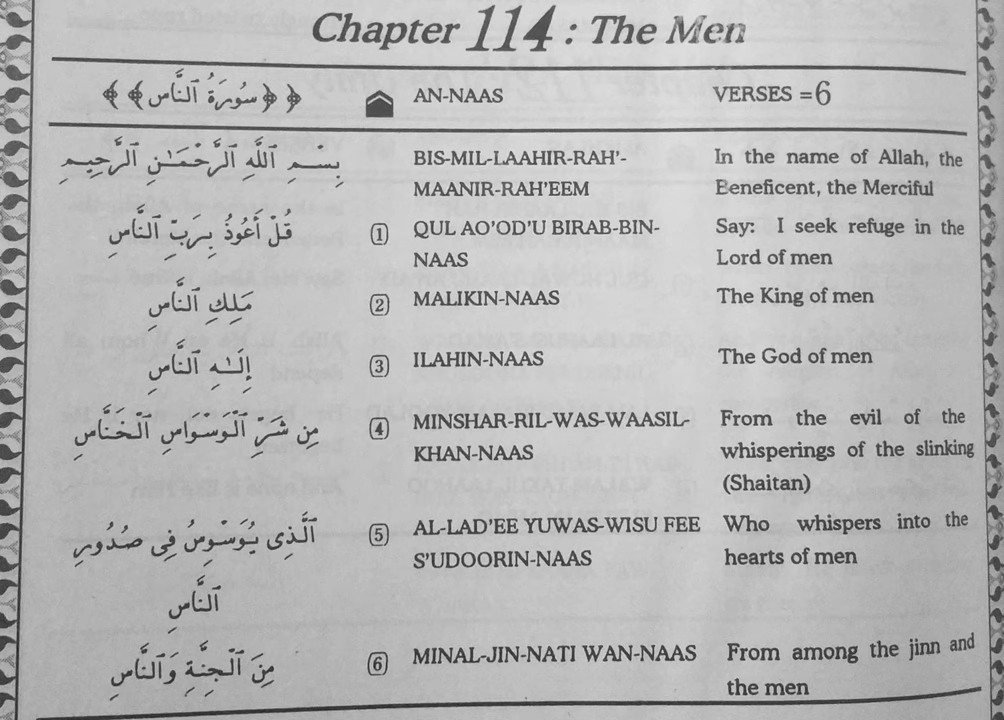 Chapter 114 : The Men
﴿ ﴿ سُورَةُ ٱلنَّاسِ ﴾ ﴾ AN-NAAS VERSES =6
بِسْمِ ٱللَّهِ ٱلرَّحْمَـٰنِ ٱلرَّحِيمِ BIS-MIL-LAAHIR-RAH'- In the name of Allah, the
MAANIR-RAH'EEM Beneficent, the Merciful
قُلْ أَعُوذُ بِرَبِّ ٱلنَّاسِ (1) QUL AO'OD'U BIRAB-BIN- Say: I seek refuge in the
NAAS Lord of men
مَلِكِ ٱلنَّاسِ (2) MALIKIN-NAAS The King of men
إِلَـٰهِ ٱلنَّاسِ (3) ILAHIN-NAAS The God of men
مِن شَرِّ ٱلْوَسْوَاسِ ٱلْخَنَّاسِ (4) MINSHAR-RIL-WAS-WAASIL- From the evil of the
KHAN-NAAS whisperings of the slinking
(Shaitan)
ٱلَّذِى يُوَسْوِسُ فِى صُدُورِ (5) AL-LAD'EE YUWAS-WISU FEE Who whispers into the
S'UDOORIN-NAAS hearts of men
ٱلنَّاسِ
مِنَ ٱلْجِنَّةِ وَٱلنَّاسِ (6) MINAL-JIN-NATI WAN-NAAS From among the jinn and
the men